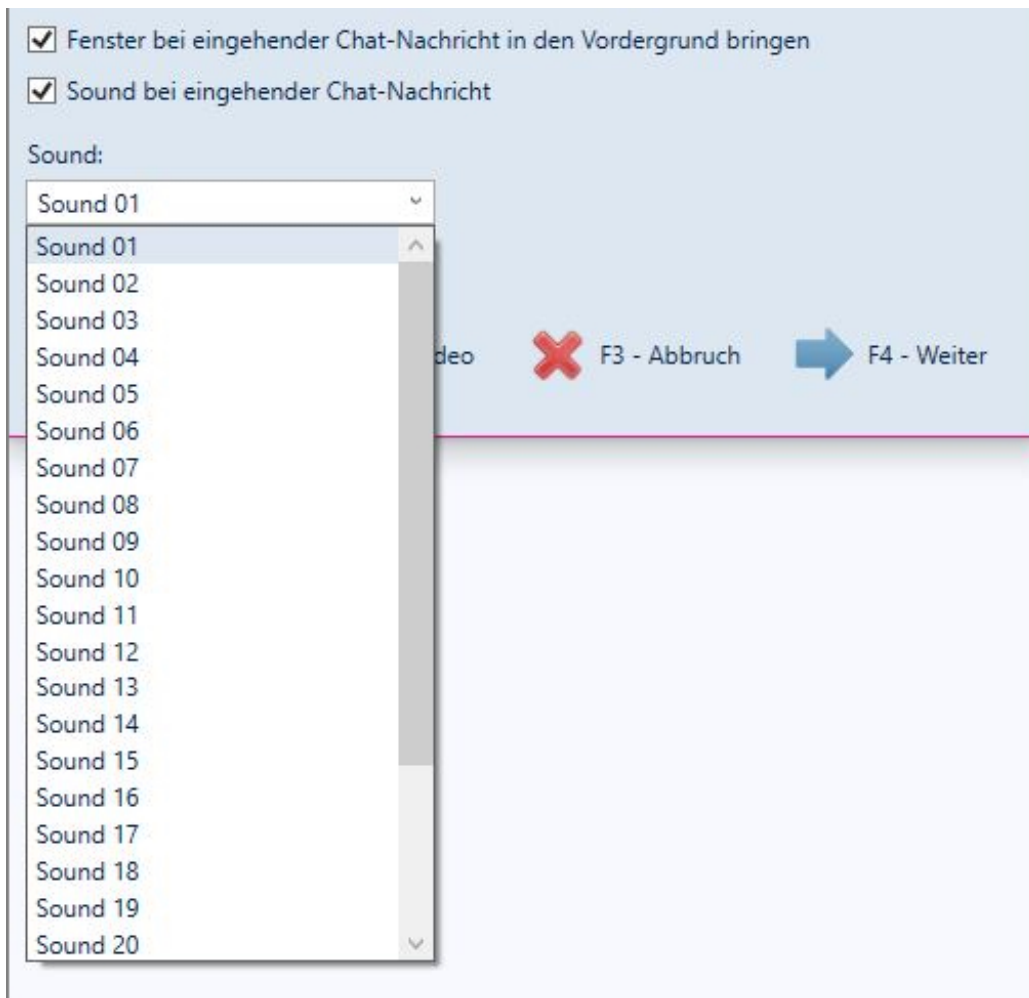 Fenster bei eingehender Chat-Nachricht in den Vordergrund bringen
Sound bei eingehender Chat-Nachricht
Sound:
Sound 01
Sound 01
Sound 02
Sound 03
Sound 04
Sound 05
Sound 06
Sound 07
Sound 08
Sound 09
Sound 10
Sound 11
Sound 12
Sound 13
Sound 14
Sound 15
Sound 16
Sound 17
Sound 18
Sound 19
Sound 20
deo F3 - Abbruch F4 - Weiter